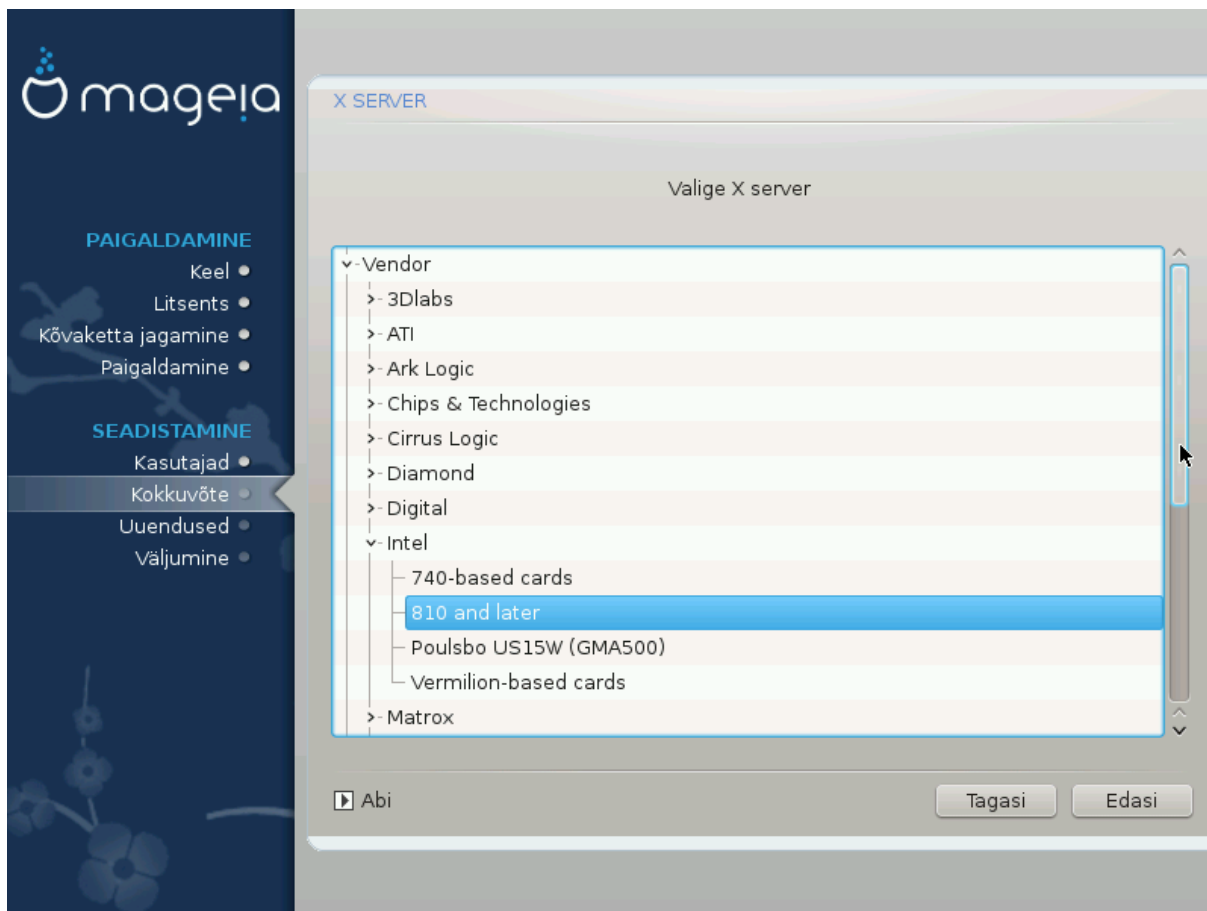 mageia
PAIGALDAMINE
Keel
Litsents
Kõvaketta jagamine
Paigaldamine
SEADISTAMINE
Kasutajad
Kokkuvõte
Uuendused
Väljumine
X SERVER
Valige X server
Vendor
3Dlabs
ATI
Ark Logic
Chips & Technologies
Cirrus Logic
Diamond
Digital
Intel
740-based cards
810 and later
Poulsbo US15W (GMA500)
Vermilion-based cards
Matrox
Abi
Tagasi
Edasi